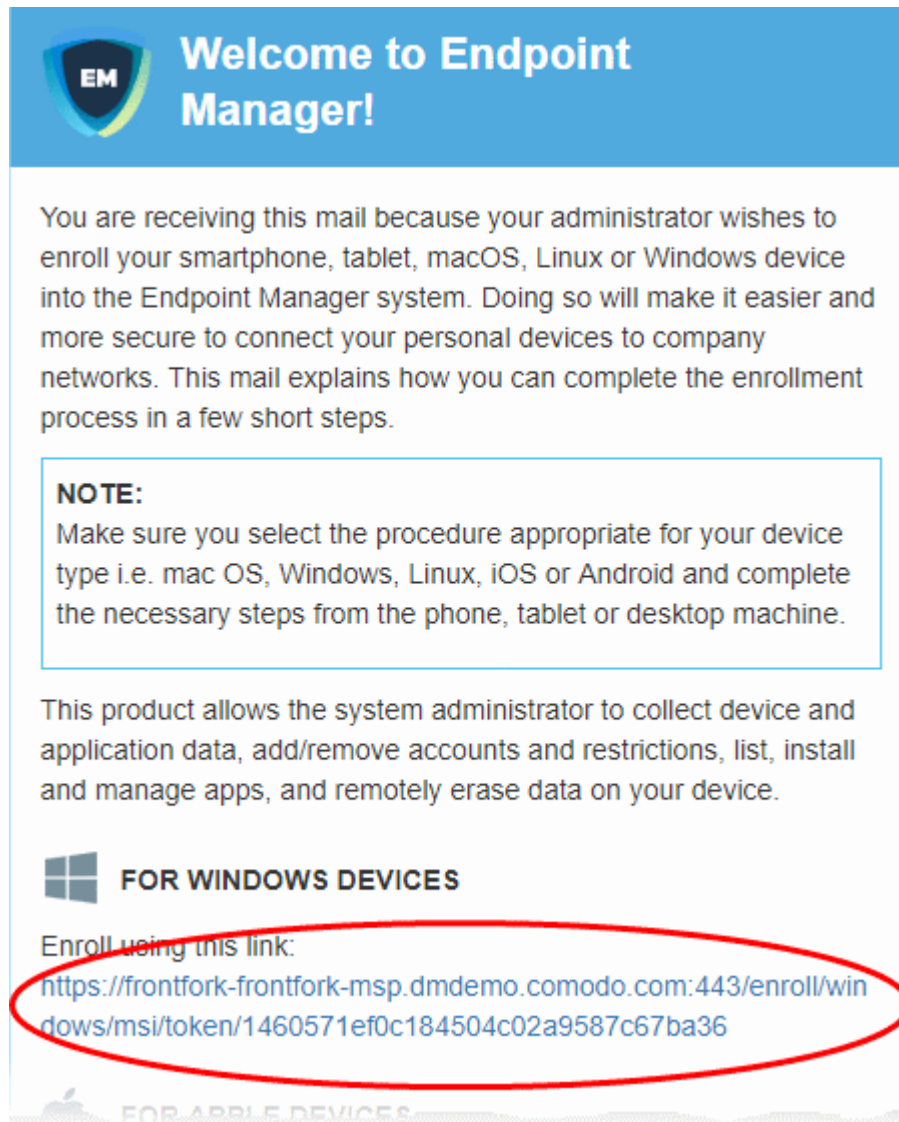 EM
Welcome to Endpoint
Manager!
You are receiving this mail because your administrator wishes to
enroll your smartphone, tablet, macOS, Linux or Windows device
into the Endpoint Manager system. Doing so will make it easier and
more secure to connect your personal devices to company
networks. This mail explains how you can complete the enrollment
process in a few short steps.
NOTE:
Make sure you select the procedure appropriate for your device
type i.e. mac OS, Windows, Linux, iOS or Android and complete
the necessary steps from the phone, tablet or desktop machine.
This product allows the system administrator to collect device and
application data, add/remove accounts and restrictions, list, install
and manage apps, and remotely erase data on your device.
FOR WINDOWS DEVICES
Enroll using this link:
https://frontfork-frontfork-msp.dmdemo.comodo.com:443/enroll/win
dows/msi/token/1460571ef0c184504c02a9587c67ba36
FOR APPLE DEVICES